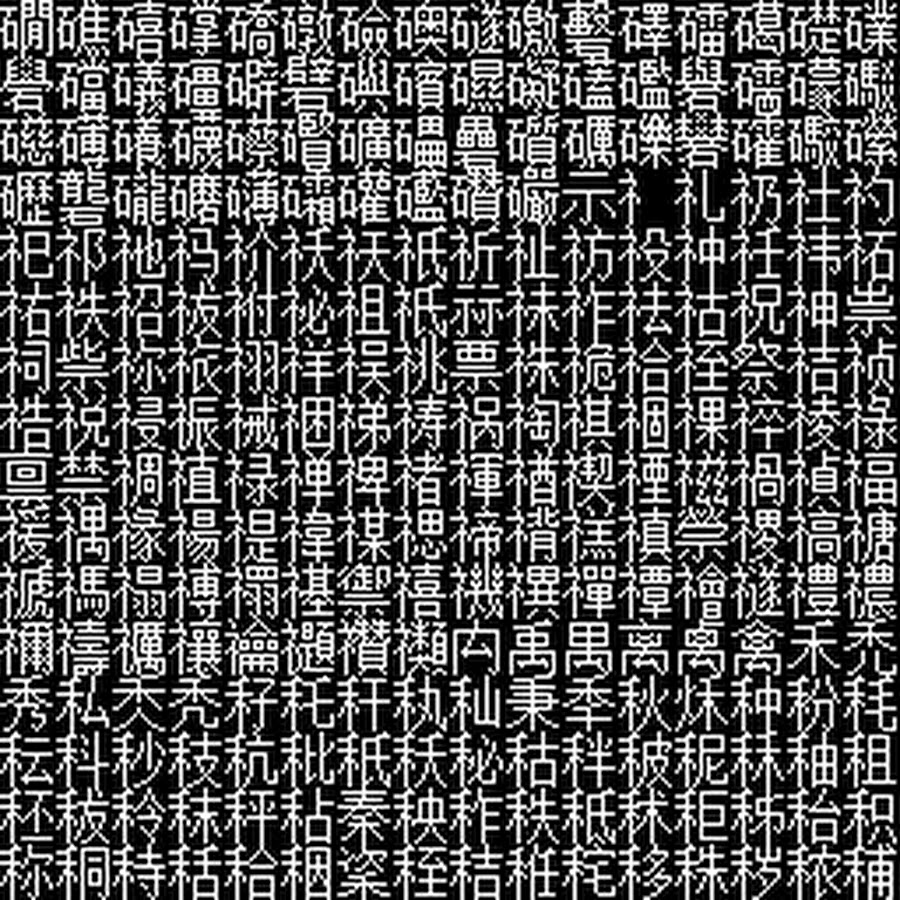 礀礁礂礃礄礅礆礇礈礉礊礋礌礍礎礏
礐礑礒礓礔礕礖礗礘礙礚礛礜礝礞礟
礠礡礢礣礤礥礦礧礨礩礪礫礬礭礮礯
礰礱礲礳礴礵礶礷礸礹示礻礼礽社礿
祀祁祂祃祄祅祆祇祈祉祊祋祌祍祎祏
祐祑祒祓祔祕祖祗祘祙祚祛祜祝神祟
祠祡祢祣祤祥祦祧票祩祪祫祬祭祮祯
祰祱祲祳祴祵祶祷祸祹祺祻祼祽祾祿
禀禁禂禃禄禅禆禇禈禉禊禋禌禍禎福
禐禑禒禓禔禕禖禗禘禙禚禛禜禝禞禟
禠禡禢禣禤禥禦禧禨禩禪禫禬禭禮禯
禰禱禲禳禴禵禶禷禸禹禺离禼禽禾禿
秀私秂秃秄秅秆秇秈秉秊秋秌种秎秏
秐科秒秓秔秕秖秗秘秙秚秛秜秝秞租
秠秡秢秣秤秥秦秧秨秩秪秫秬秭秮积
称秱秲秳秴秵秶秷秸秹秺移秼秽秾秿